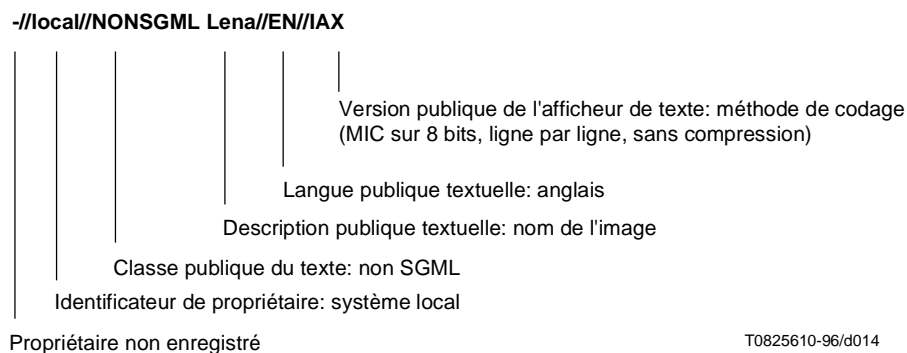 -//local//NONSGML Lena//EN//IAX
Version publique de l'afficheur de texte: méthode de codage
(MIC sur 8 bits, ligne par ligne, sans compression)
Langue publique textuelle: anglais
Description publique textuelle: nom de l'image
Classe publique du texte: non SGML
Identificateur de propriétaire: système local
Propriétaire non enregistré
T0825610-96/d014